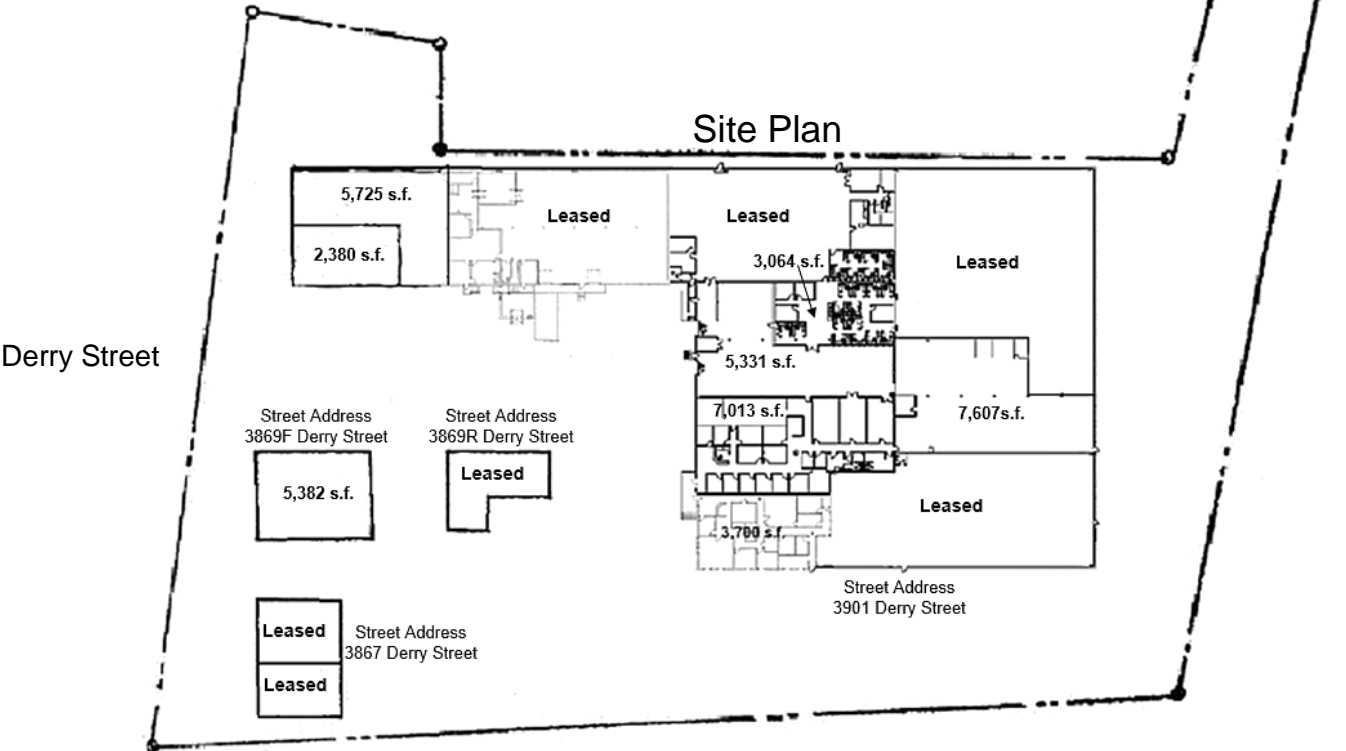 Site Plan
5,725 s.f.
Leased
Leased
2,380 s.f.
3,064 s.f.
Leased
Derry Street
5,331 s.f.
7,013 s.f.
7,607s.f.
Street Address
3869F Derry Street
Street Address
3869R Derry Street
Leased
5,382 s.f.
Leased
3,700 s.f.
Street Address
3901 Derry Street
Leased
Street Address
3867 Derry Street
Leased